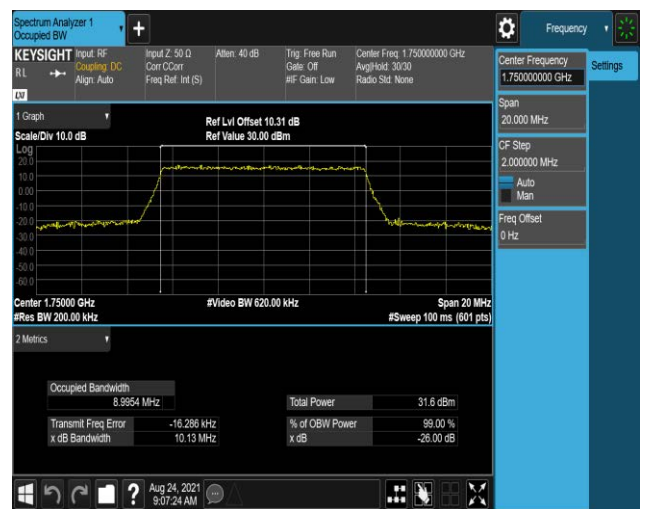 Spectrum Analyzer 1
Occupied BW
+
Frequency
KEYSIGHT
RL
LXI
Input: RF
Coupling: DC
Align: Auto
Input Z: 50 Ω
Corr CCorr
Freq Ref: Int (S)
Atten: 40 dB
Trig: Free Run
Gate: Off
#IF Gain: Low
Center Freq: 1.750000000 GHz
Avg|Hold: 30/30
Radio Std: None
Center Frequency
1.750000000 GHz
Settings
Span
20.000 MHz
CF Step
2.000000 MHz
Auto
Man
Freq Offset
0 Hz
1 Graph
Scale/Div 10.0 dB
Ref Lvl Offset 10.31 dB
Ref Value 30.00 dBm
Log
20.0
10.0
0.00
-10.0
-20.0
-30.0
-40.0
-50.0
-60.0
Center 1.75000 GHz
#Video BW 620.00 kHz
Span 20 MHz
#Res BW 200.00 kHz
#Sweep 100 ms (601 pts)
2 Metrics
Occupied Bandwidth
8.9954 MHz
Total Power 31.6 dBm
Transmit Freq Error -16.286 kHz
% of OBW Power 99.00 %
x dB Bandwidth 10.13 MHz
x dB -26.00 dB
?
Aug 24, 2021
9:07:24 AM